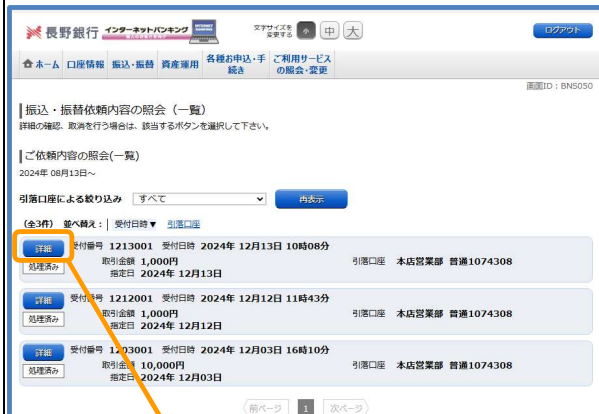 長野銀行 インターネットバンキング 文字サイズを変更する 小 中 大 ログアウト
ホーム 口座情報 振込・振替 資産運用 各種お申込・手続き ご利用サービスの照会・変更
画面ID：BNS050
振込・振替依頼内容の照会（一覧）
詳細の確認、取消を行う場合は、該当するボタンを選択して下さい。
ご依頼内容の照会(一覧)
2024年 08月13日～
引落口座による絞り込み すべて 再表示
（全3件） 並べ替え： 受付日時▼ 引落口座
詳細 受付番号 1213001 受付日時 2024年 12月13日 10時08分
処理済み 取引金額 1,000円 引落口座 本店営業部 普通1074308
指定日 2024年 12月13日
詳細 受付番号 1212001 受付日時 2024年 12月12日 11時43分
処理済み 取引金額 1,000円 引落口座 本店営業部 普通1074308
指定日 2024年 12月12日
詳細 受付番号 1203001 受付日時 2024年 12月03日 16時10分
処理済み 取引金額 10,000円 引落口座 本店営業部 普通1074308
指定日 2024年 12月03日
前ページ 1 次ページ